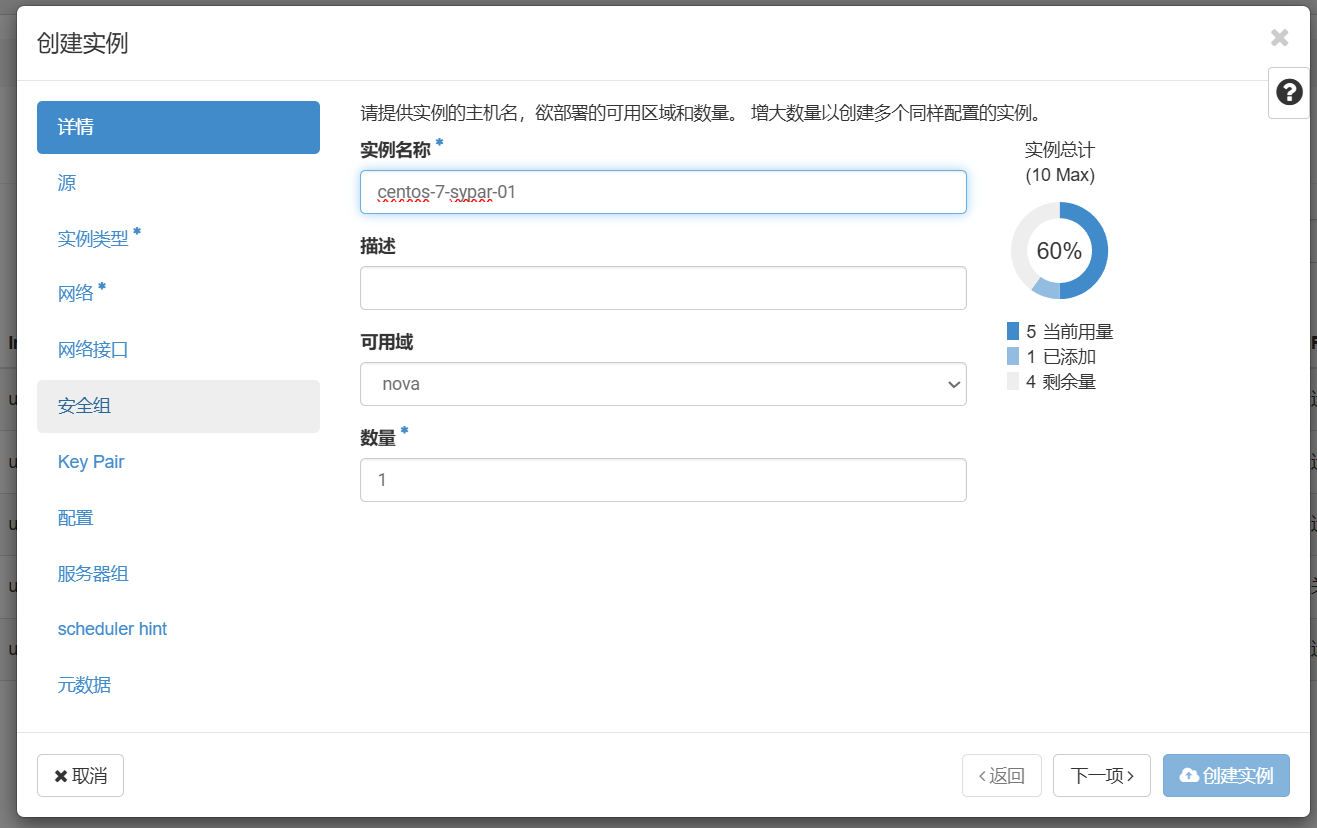 创建实例
详情
源
实例类型 *
网络 *
网络接口
安全组
Key Pair
配置
服务器组
scheduler hint
元数据
请提供实例的主机名，欲部署的可用区域和数量。 增大数量以创建多个同样配置的实例。
实例名称 *
centos-7-sypar-01
描述
可用域
nova
数量 *
1
实例总计
(10 Max)
60%
5 当前用量
1 已添加
4 剩余量
取消
返回
下一项
创建实例